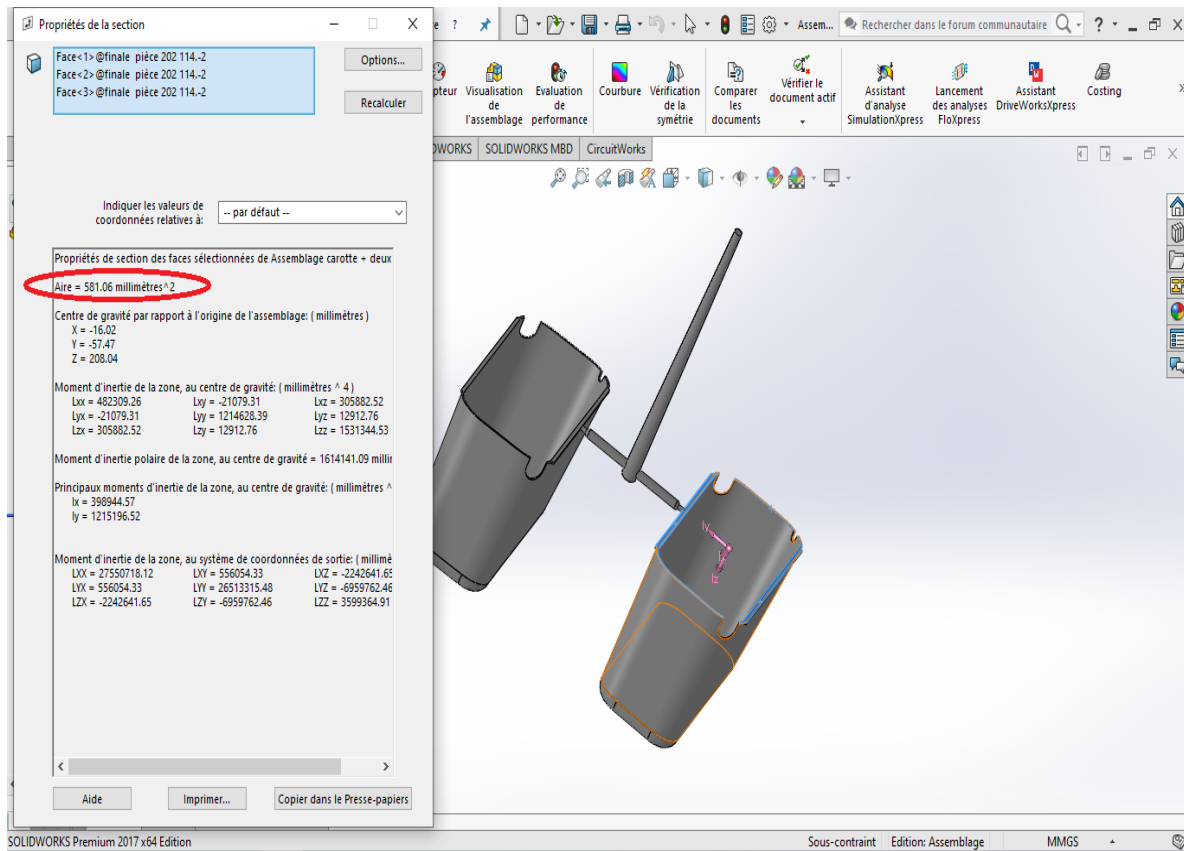 Propriétés de la section
Face<1>@finale pièce 202 114.-2
Face<2>@finale pièce 202 114.-2
Face<3>@finale pièce 202 114.-2
Options...
Recalculer
Indiquer les valeurs de
coordonnées relatives à:
-- par défaut --
Propriétés de section des faces sélectionnées de Assemblage carotte + deux
Aire = 581.06 millimètres^2
Centre de gravité par rapport à l'origine de l'assemblage: ( millimètres )
X = -16.02
Y = -57.47
Z = 208.04
Moment d'inertie de la zone, au centre de gravité: ( millimètres ^ 4 )
Lxx = 482309.26 Lxy = -21079.31 Lxz = 305882.52
Lyx = -21079.31 Lyy = 1214628.39 Lyz = 12912.76
Lzx = 305882.52 Lzy = 12912.76 Lzz = 1531344.53
Moment d'inertie polaire de la zone, au centre de gravité = 1614141.09 millir
Principaux moments d'inertie de la zone, au centre de gravité: ( millimètres ^
Ix = 398944.57
Iy = 1215196.52
Moment d'inertie de la zone, au système de coordonnées de sortie: ( millimè
LXX = 27550718.12 LXY = 556054.33 LXZ = -2242641.65
LYX = 556054.33 LYY = 26513315.48 LYZ = -6959762.46
LZX = -2242641.65 LZY = -6959762.46 LZZ = 3599364.91
Aide
Imprimer...
Copier dans le Presse-papiers
e ?
Assem...
Rechercher dans le forum communautaire
?
pteur
Visualisation
de
l'assemblage
Evaluation
de
performance
Courbure
Vérification
de la
symétrie
Comparer
les
documents
Vérifier le
document actif
Assistant
d'analyse
SimulationXpress
Lancement
des analyses
FloXpress
Assistant
DriveWorksXpress
Costing
DWORKS
SOLIDWORKS MBD
CircuitWorks
Iz
SOLIDWORKS Premium 2017 x64 Edition
Sous-contraint
Edition: Assemblage
MMGS